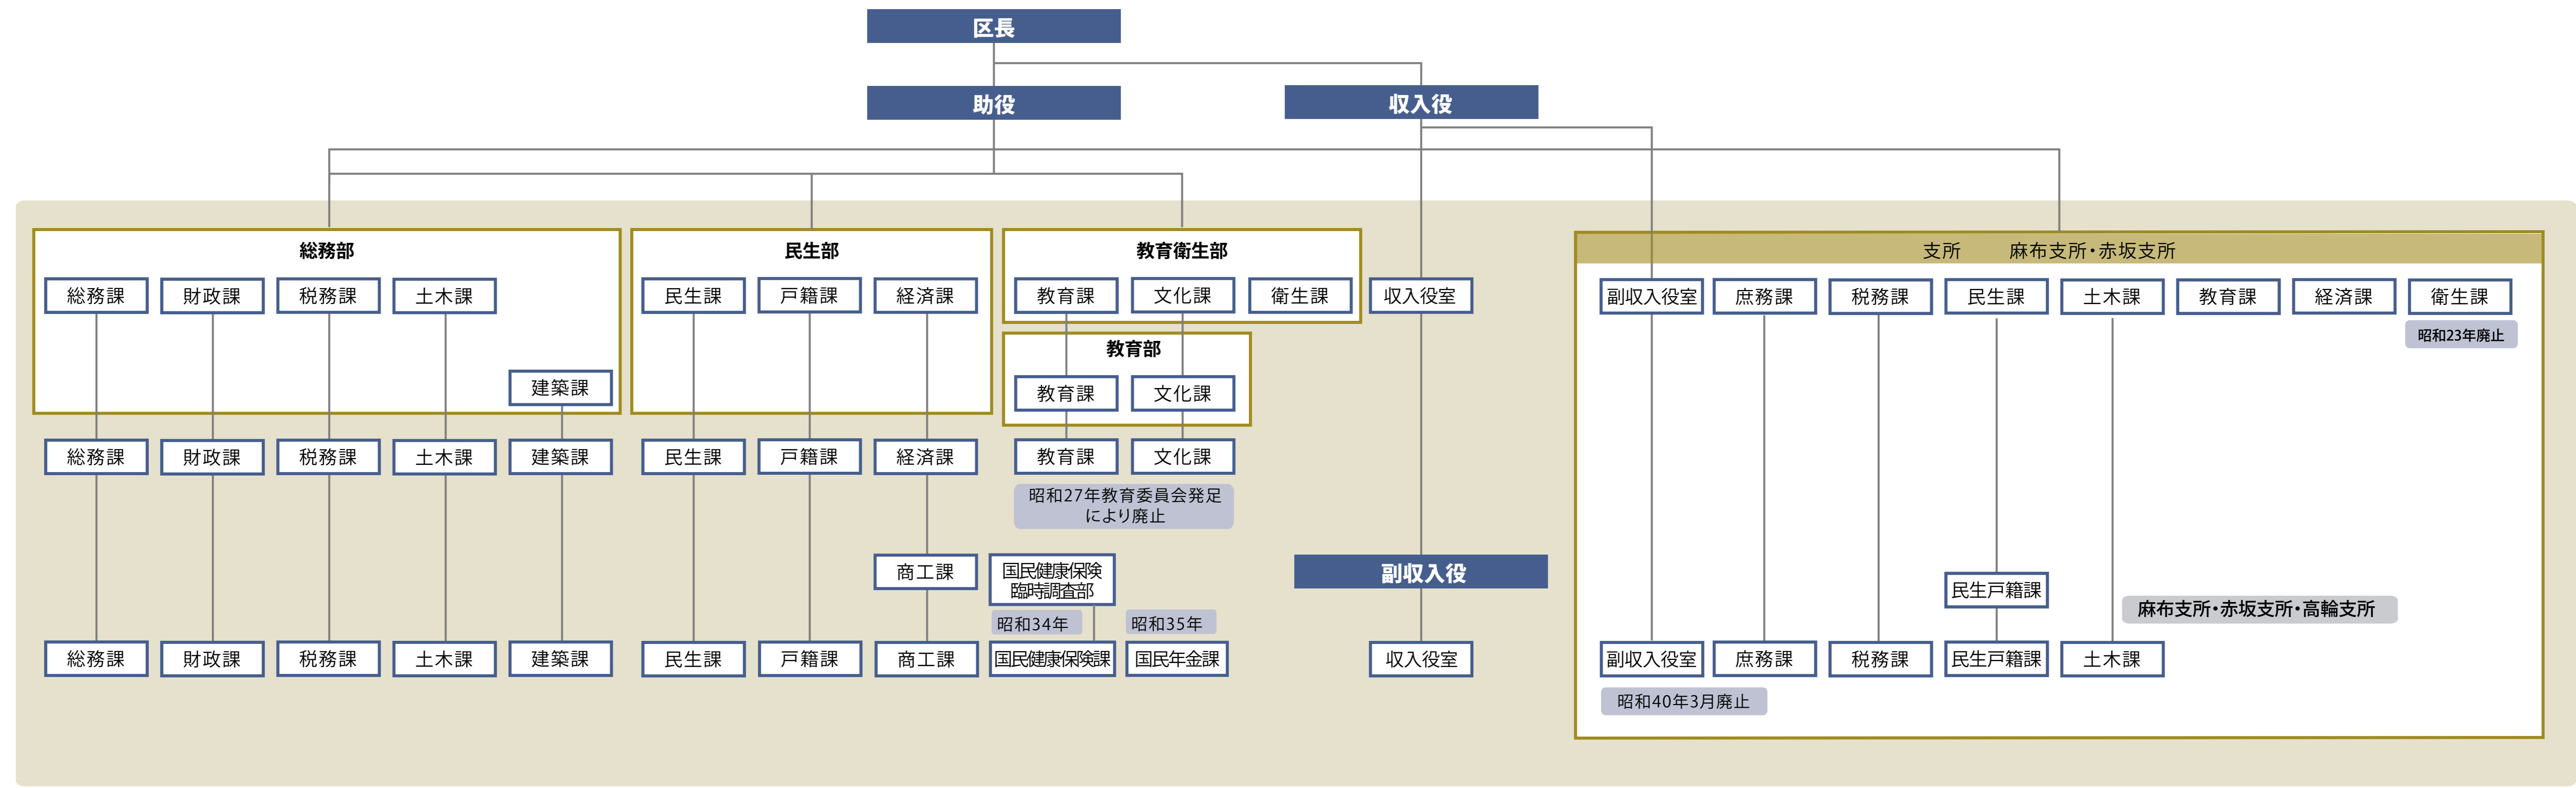 区長
助役
収入役
総務部
民生部
教育衛生部
支所 麻布支所・赤坂支所
総務課
財政課
税務課
土木課
民生課
戸籍課
経済課
教育課
文化課
衛生課
収入役室
副収入役室
庶務課
税務課
民生課
土木課
教育課
経済課
衛生課
昭和23年廃止
教育部
建築課
教育課
文化課
総務課
財政課
税務課
土木課
建築課
民生課
戸籍課
経済課
教育課
文化課
昭和27年教育委員会発足
により廃止
商工課
国民健康保険
臨時調査部
副収入役
民生戸籍課
麻布支所・赤坂支所・高輪支所
昭和34年
昭和35年
総務課
財政課
税務課
土木課
建築課
民生課
戸籍課
商工課
国民健康保険課
国民年金課
収入役室
副収入役室
庶務課
税務課
民生戸籍課
土木課
昭和40年3月廃止